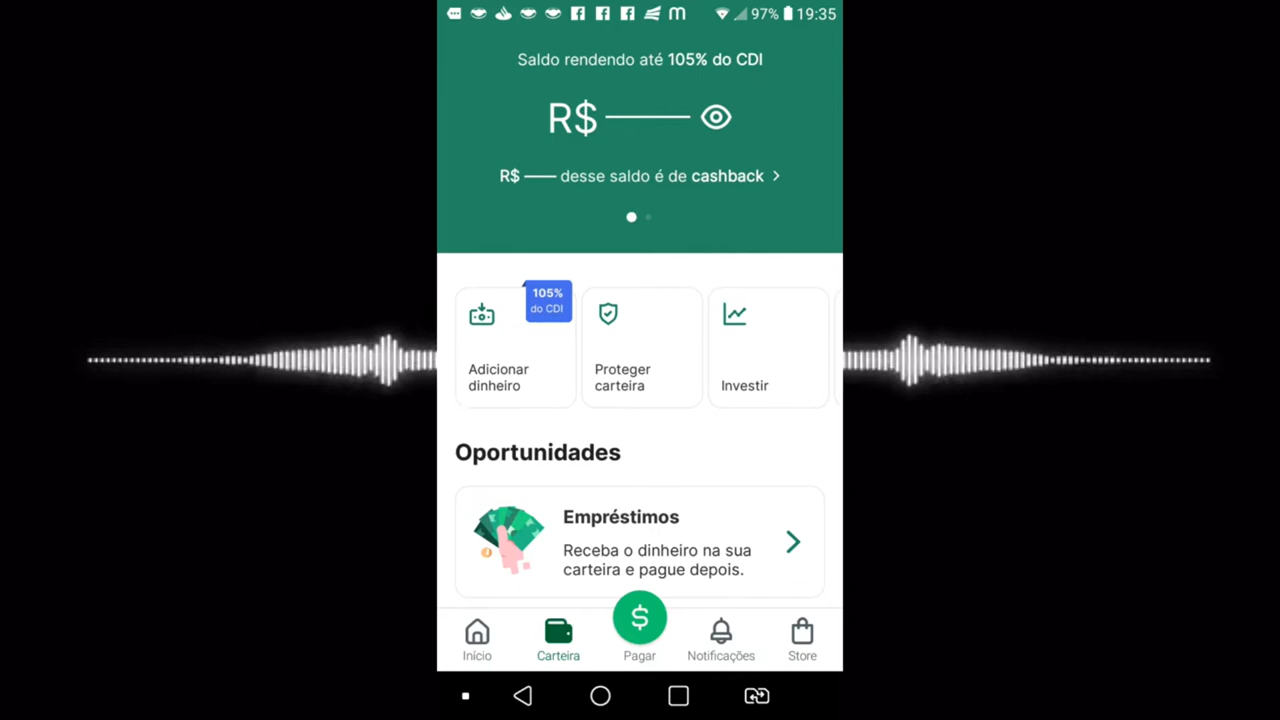 97% 19:35
Saldo rendendo até 105% do CDI
R$
R$ desse saldo é de cashback
105%
do CDI
Adicionar
dinheiro
Proteger
carteira
Investir
Oportunidades
Empréstimos
Receba o dinheiro na sua
carteira e pague depois.
$
Início Carteira Pagar Notificações Store